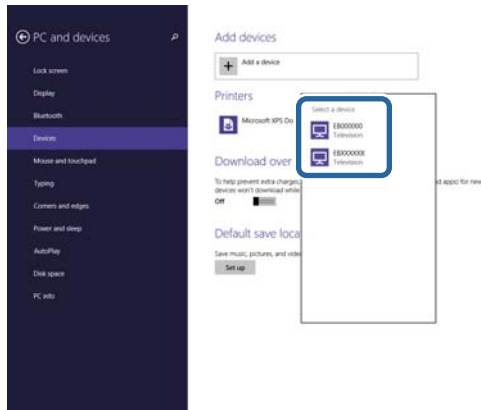 PC and devices
Lock screen
Display
Bluetooth
Devices
Mouse and touchpad
Typing
Corners and edges
Power and sleep
AutoPlay
Disk space
PC info
Add devices
Add a device
Printers
Microsoft XPS Do
Download over
To help prevent extra charges,
d apps) for new
devices won't download while
Off
Default save loca
Save music, pictures, and video
Set up
Select a device
EB000000
Television
EBXXXXXX
Television